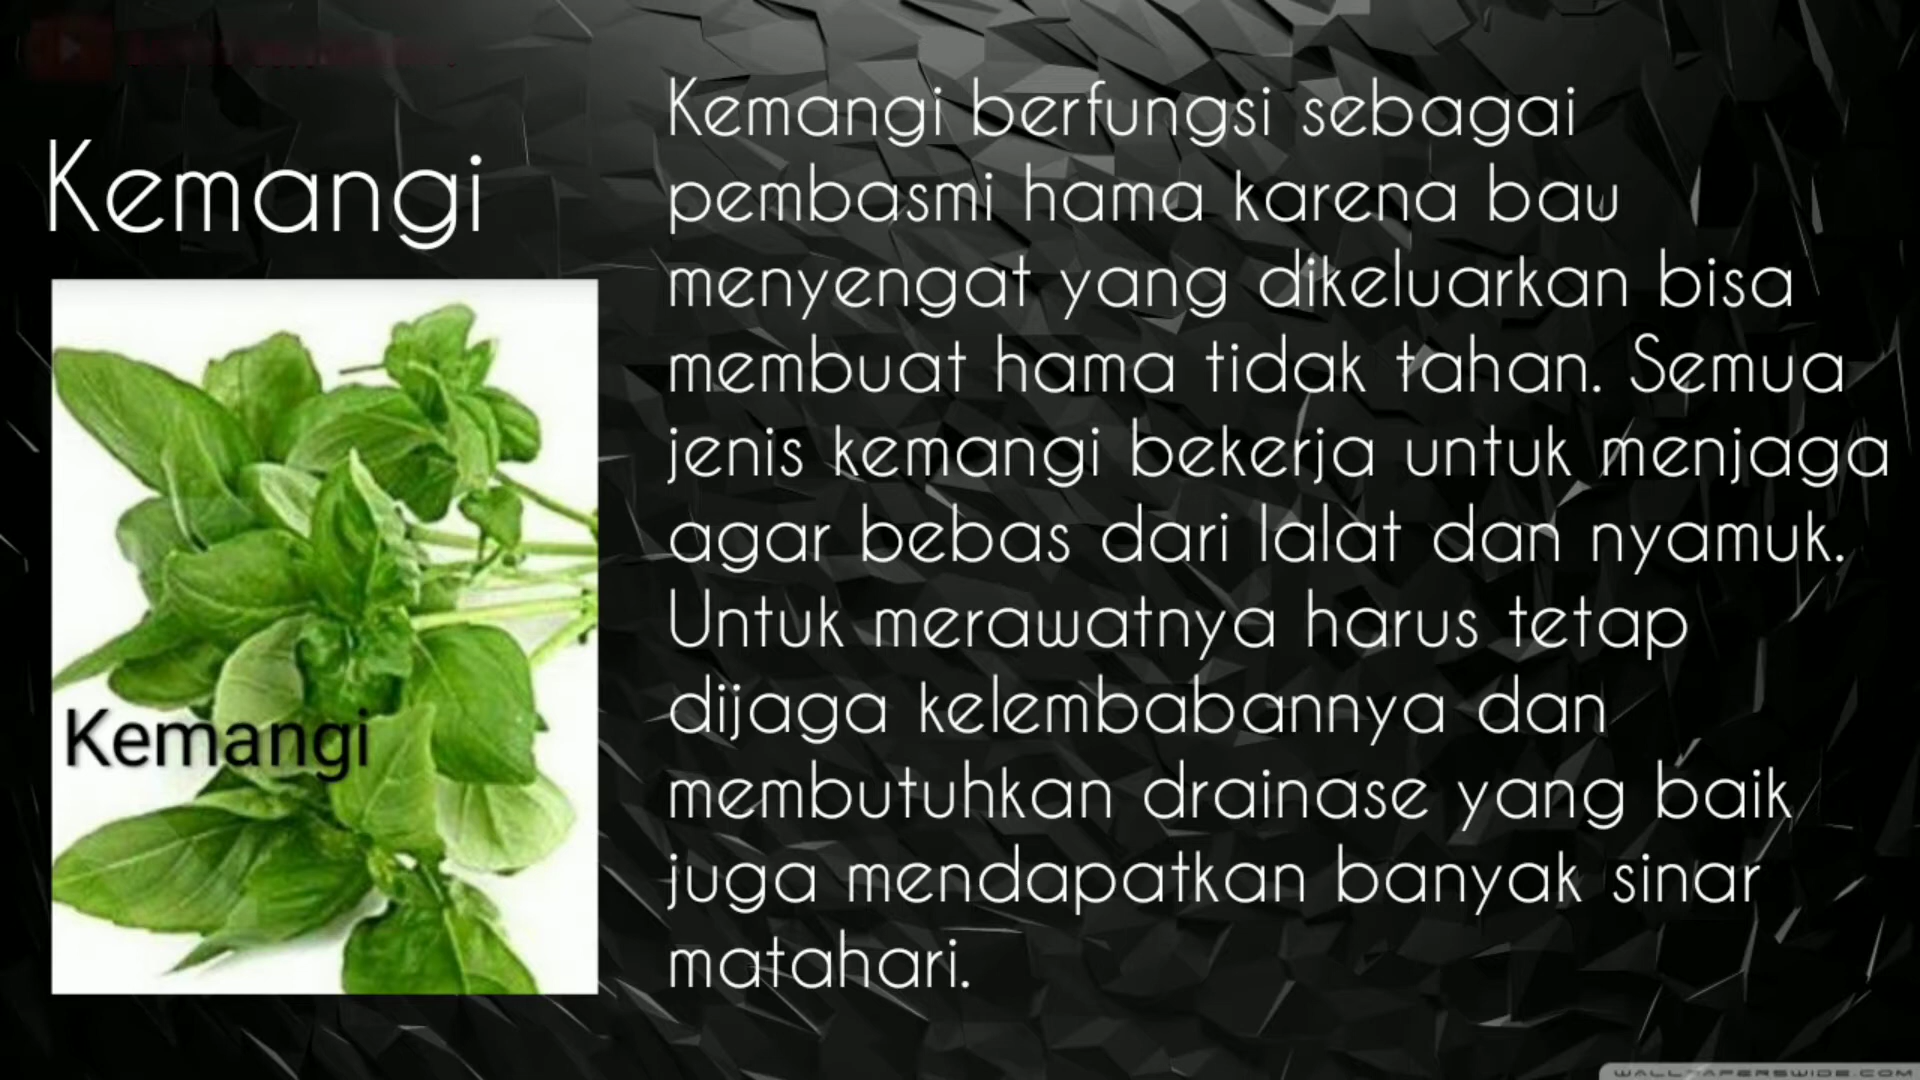 Kemangi
Kemangi
Kemangi berfungsi sebagai
pembasmi hama karena bau
menyengat yang dikeluarkan bisa
membuat hama tidak tahan. Semua
jenis kemangi bekerja untuk menjaga
agar bebas dari lalat dan nyamuk.
Untuk merawatnya harus tetap
dijaga kelembabannya dan
membutuhkan drainase yang baik
juga mendapatkan banyak sinar
matahari.
WALLPAPERSWIDE.COM